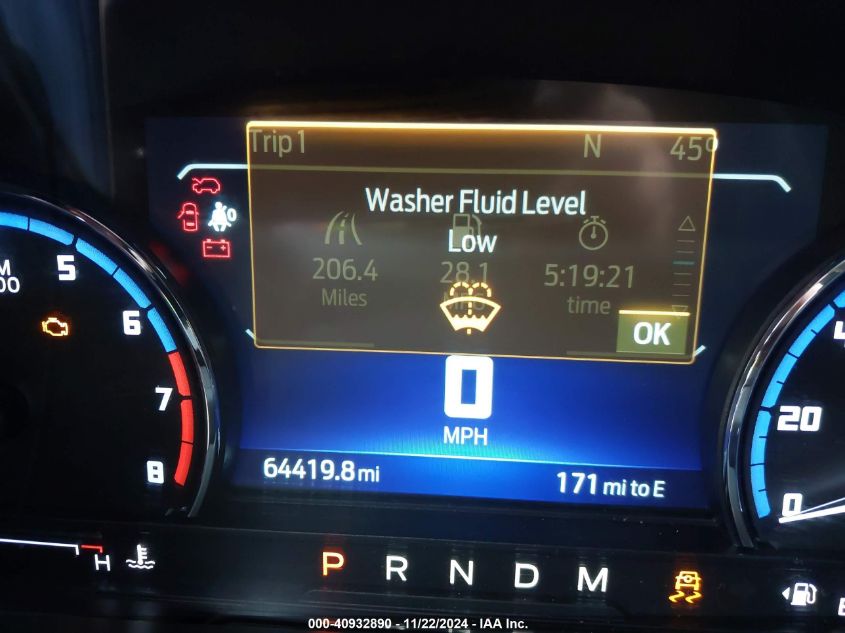 Trip 1 N 45°
Washer Fluid Level
Low
206.4 28.1 5:19:21
Miles MPG time
OK
5
6
7
8
0
MPH
64419.8 mi 171 mi to E
20
0
H
P R N D M
000-40932890 - 11/22/2024 - IAA Inc.